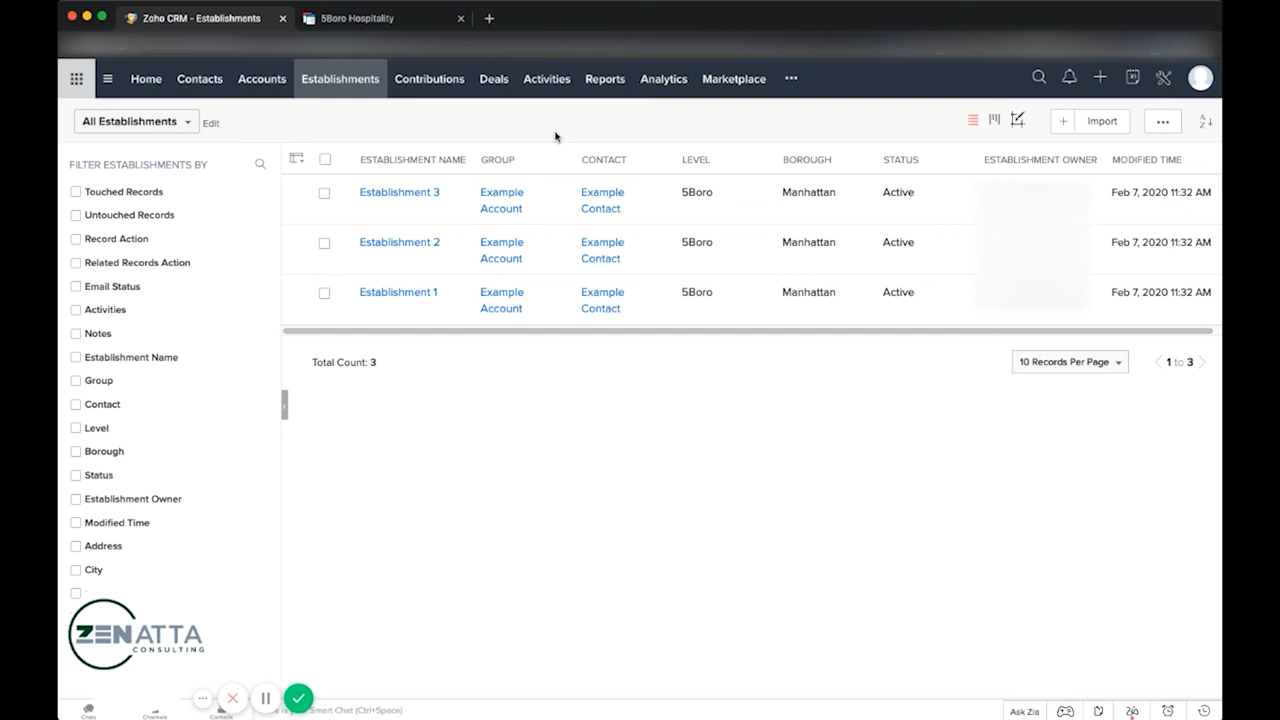 Zoho CRM - Establishments
5Boro Hospitality
Home Contacts Accounts Establishments Contributions Deals Activities Reports Analytics Marketplace
All Establishments Edit
Import
FILTER ESTABLISHMENTS BY
Touched Records
Untouched Records
Record Action
Related Records Action
Email Status
Activities
Notes
Establishment Name
Group
Contact
Level
Borough
Status
Establishment Owner
Modified Time
Address
City
ESTABLISHMENT NAME GROUP CONTACT LEVEL BOROUGH STATUS ESTABLISHMENT OWNER MODIFIED TIME
Establishment 3 Example Example 5Boro Manhattan Active Feb 7, 2020 11:32 AM
Account Contact
Establishment 2 Example Example 5Boro Manhattan Active Feb 7, 2020 11:32 AM
Account Contact
Establishment 1 Example Example 5Boro Manhattan Active Feb 7, 2020 11:32 AM
Account Contact
Total Count: 3 10 Records Per Page 1 to 3
ZENATTA
CONSULTING
Chats Channels Contacts Smart Chat (Ctrl+Space) Ask Zia